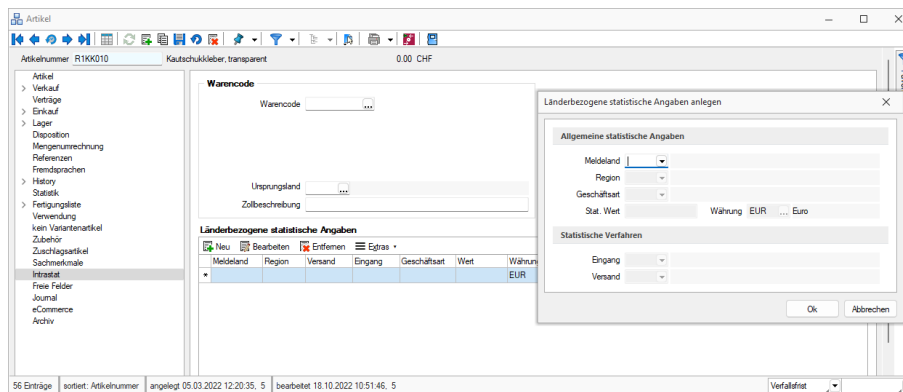 Artikel
Artikelnummer R1KK010 Kautschukkleber, transparent 0.00 CHF
Artikel
Verkauf
Verträge
Einkauf
Lager
Disposition
Mengenumrechnung
Referenzen
Fremdsprachen
History
Statistik
Fertigungsliste
Verwendung
kein Variantenartikel
Zubehör
Zuschlagsartikel
Sachmerkmale
Intrastat
Freie Felder
Journal
eCommerce
Archiv
Warencode
Warencode ...
Ursprungsland ...
Zollbeschreibung
Länderbezogene statistische Angaben
Neu Bearbeiten Entfernen Extras
Meldeland Region Versand Eingang Geschäftsart Wert Währun
* EUR
Länderbezogene statistische Angaben anlegen
Allgemeine statistische Angaben
Meldeland
Region
Geschäftsart
Stat. Wert Währung EUR ... Euro
Statistische Verfahren
Eingang
Versand
Ok Abbrechen
56 Einträge sortiert: Artikelnummer angelegt 05.03.2022 12:20:35, 5 bearbeitet 18.10.2022 10:51:46, 5 Verfallsfrist